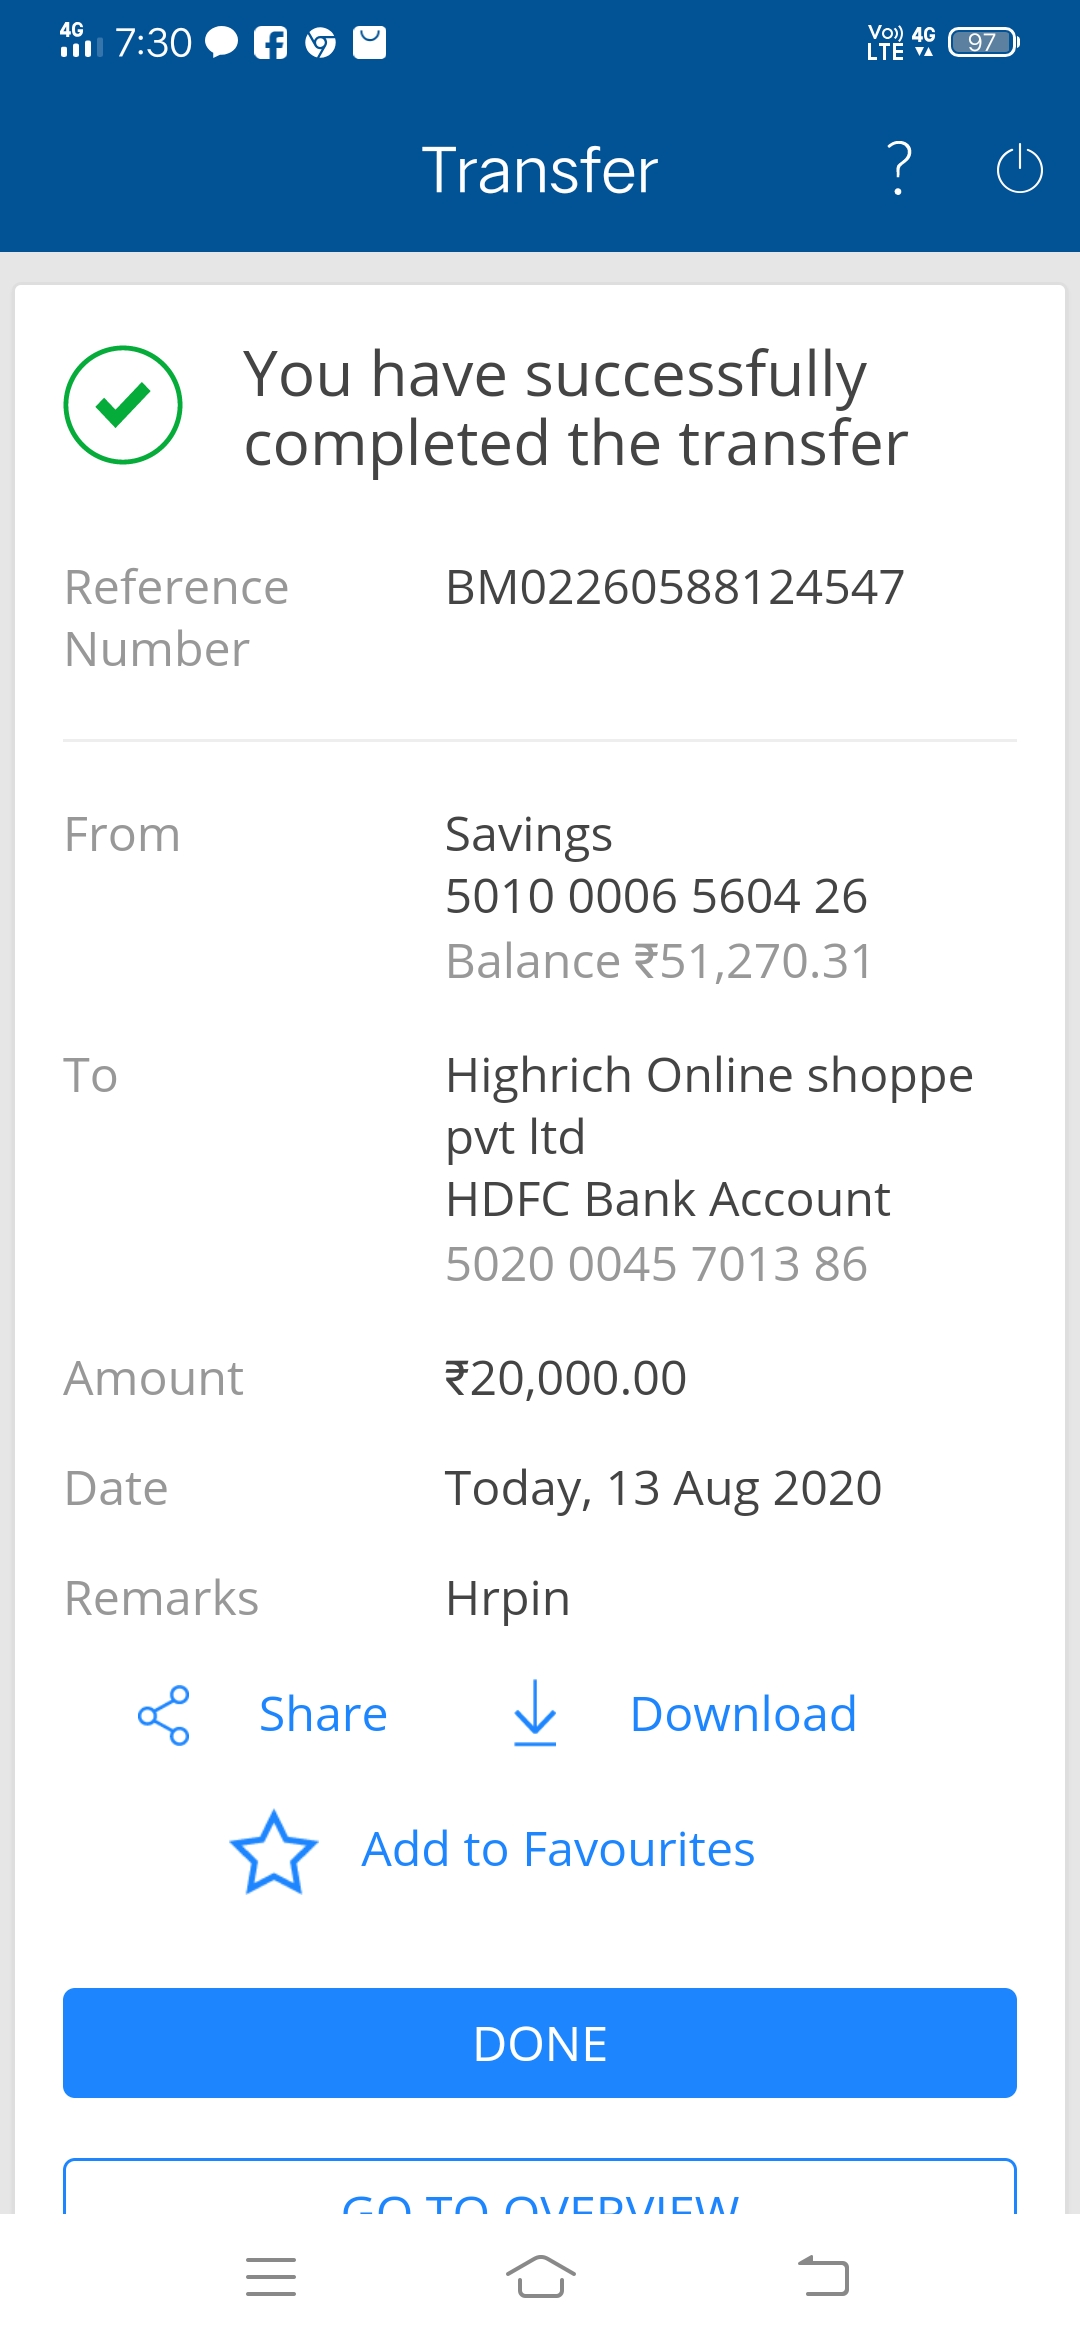 4G 7:30 Vo)) LTE 4G 97
Transfer ?
You have successfully
completed the transfer
Reference BM02260588124547
Number
From Savings
5010 0006 5604 26
Balance ₹51,270.31
To Highrich Online shoppe
pvt ltd
HDFC Bank Account
5020 0045 7013 86
Amount ₹20,000.00
Date Today, 13 Aug 2020
Remarks Hrpin
Share Download
Add to Favourites
DONE
GO TO OVERVIEW